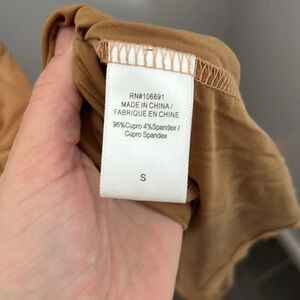 RN#106691
MADE IN CHINA /
FABRIQUE EN CHINE
96%Cupro 4%Spandex /
Cupro Spandex
S